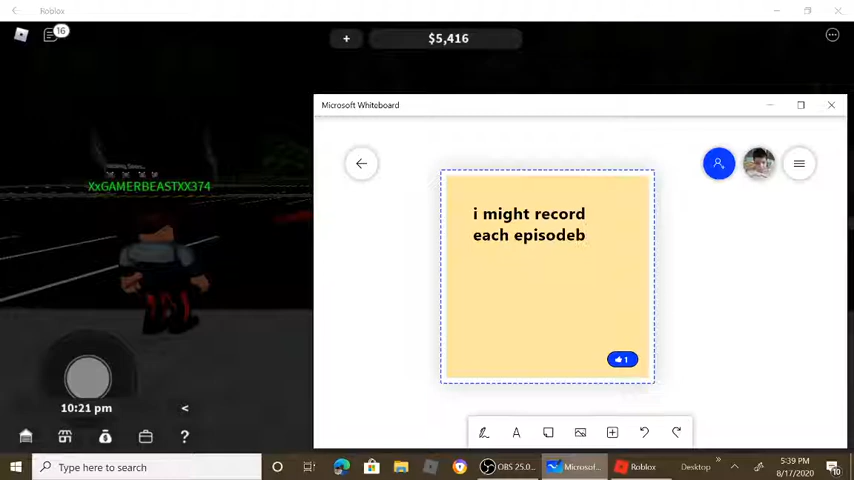 Roblox
16
+
$5,416
Microsoft Whiteboard
XxGAMERBEASTXX374
i might record
each episodeb
1
10:21 pm
<
?
A
Type here to search
OBS 25.0...
Microsof...
Roblox
Desktop
»
5:39 PM
8/17/2020
10